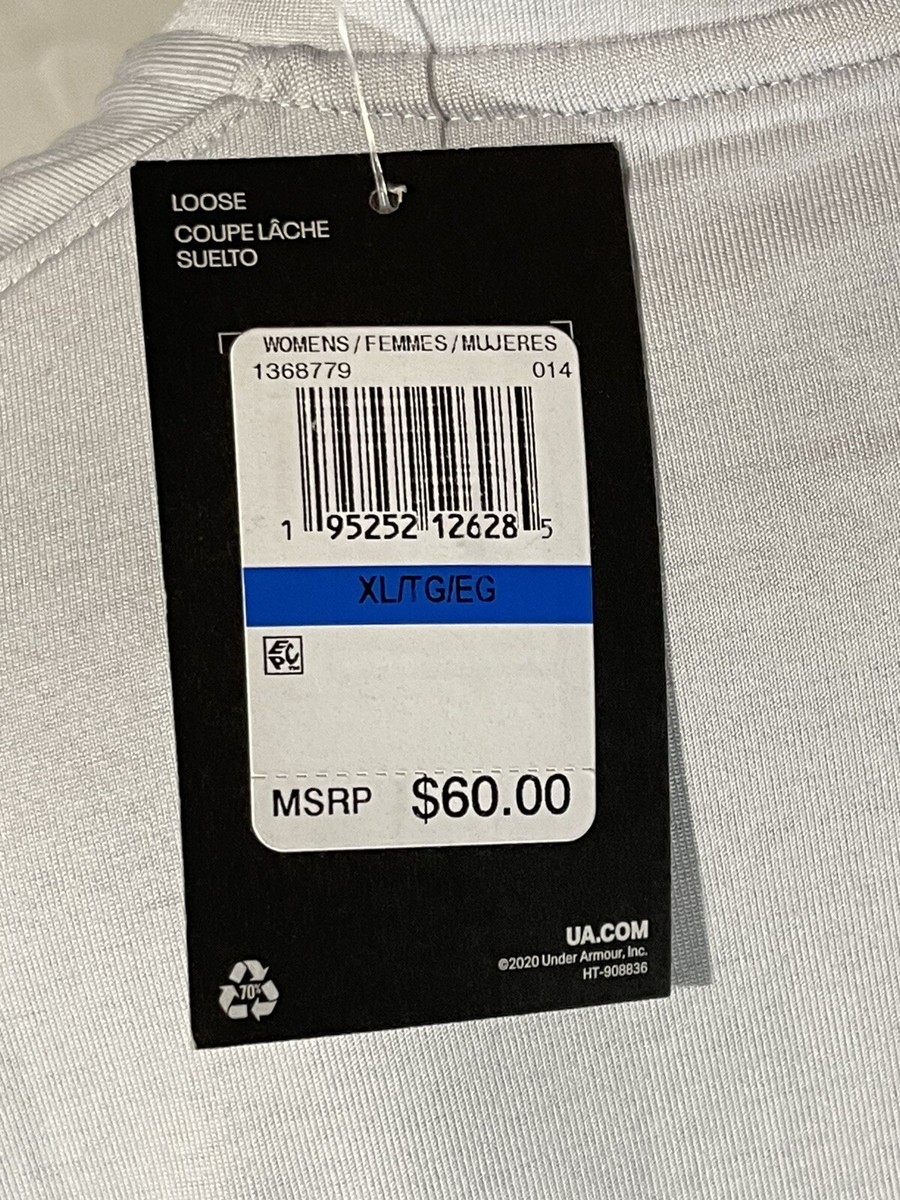 LOOSE
COUPE LÂCHE
SUELTO
WOMENS / FEMMES / MUJERES
1368779 014
1 95252 12628 5
XL/TG/EG
EPC™
MSRP $60.00
UA.COM
©2020 Under Armour, Inc.
HT-908836
70%